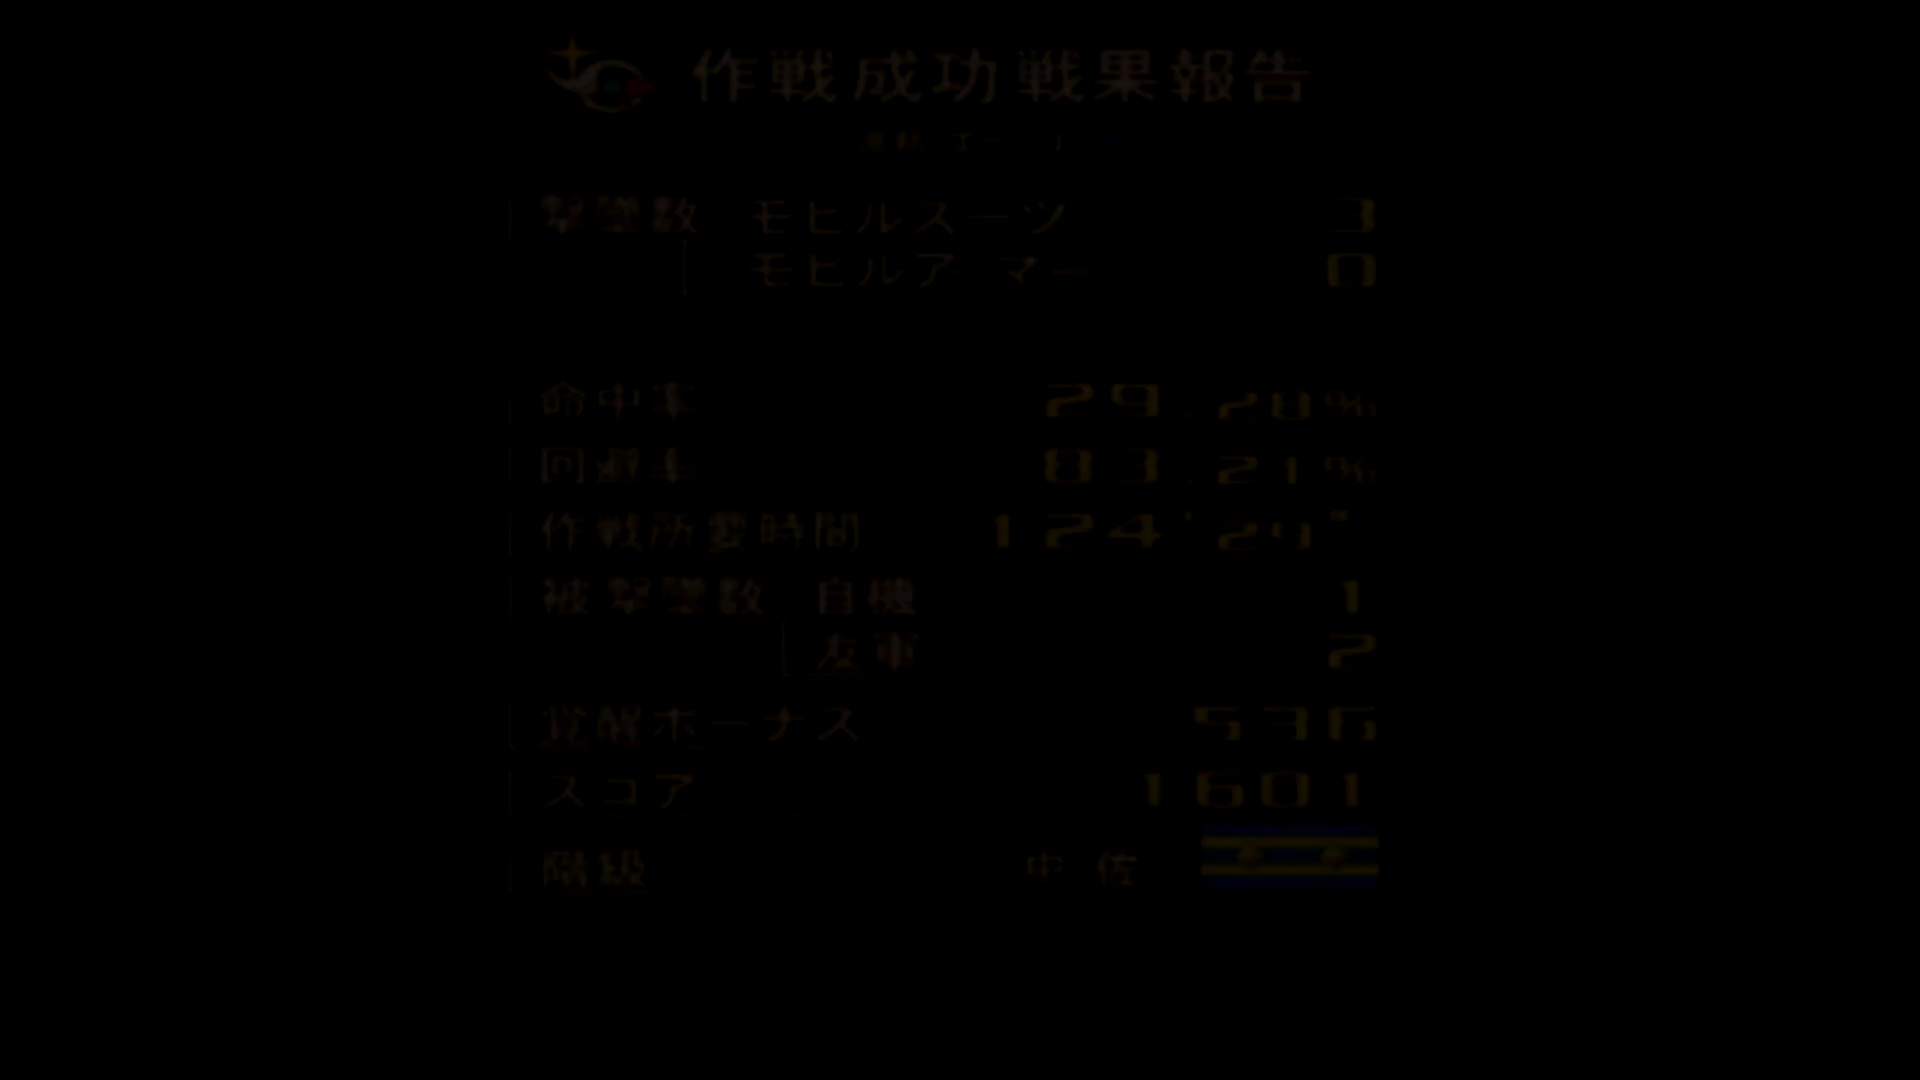 作戦成功戦果報告
撃墜数 モビルスーツ 3
モビルアーマー 0
命中率 29.28%
回避率 83.21%
作戦所要時間 124'29"
被撃墜数 自機 1
友軍 2
覚醒ボーナス 536
スコア 1601
階級 中佐